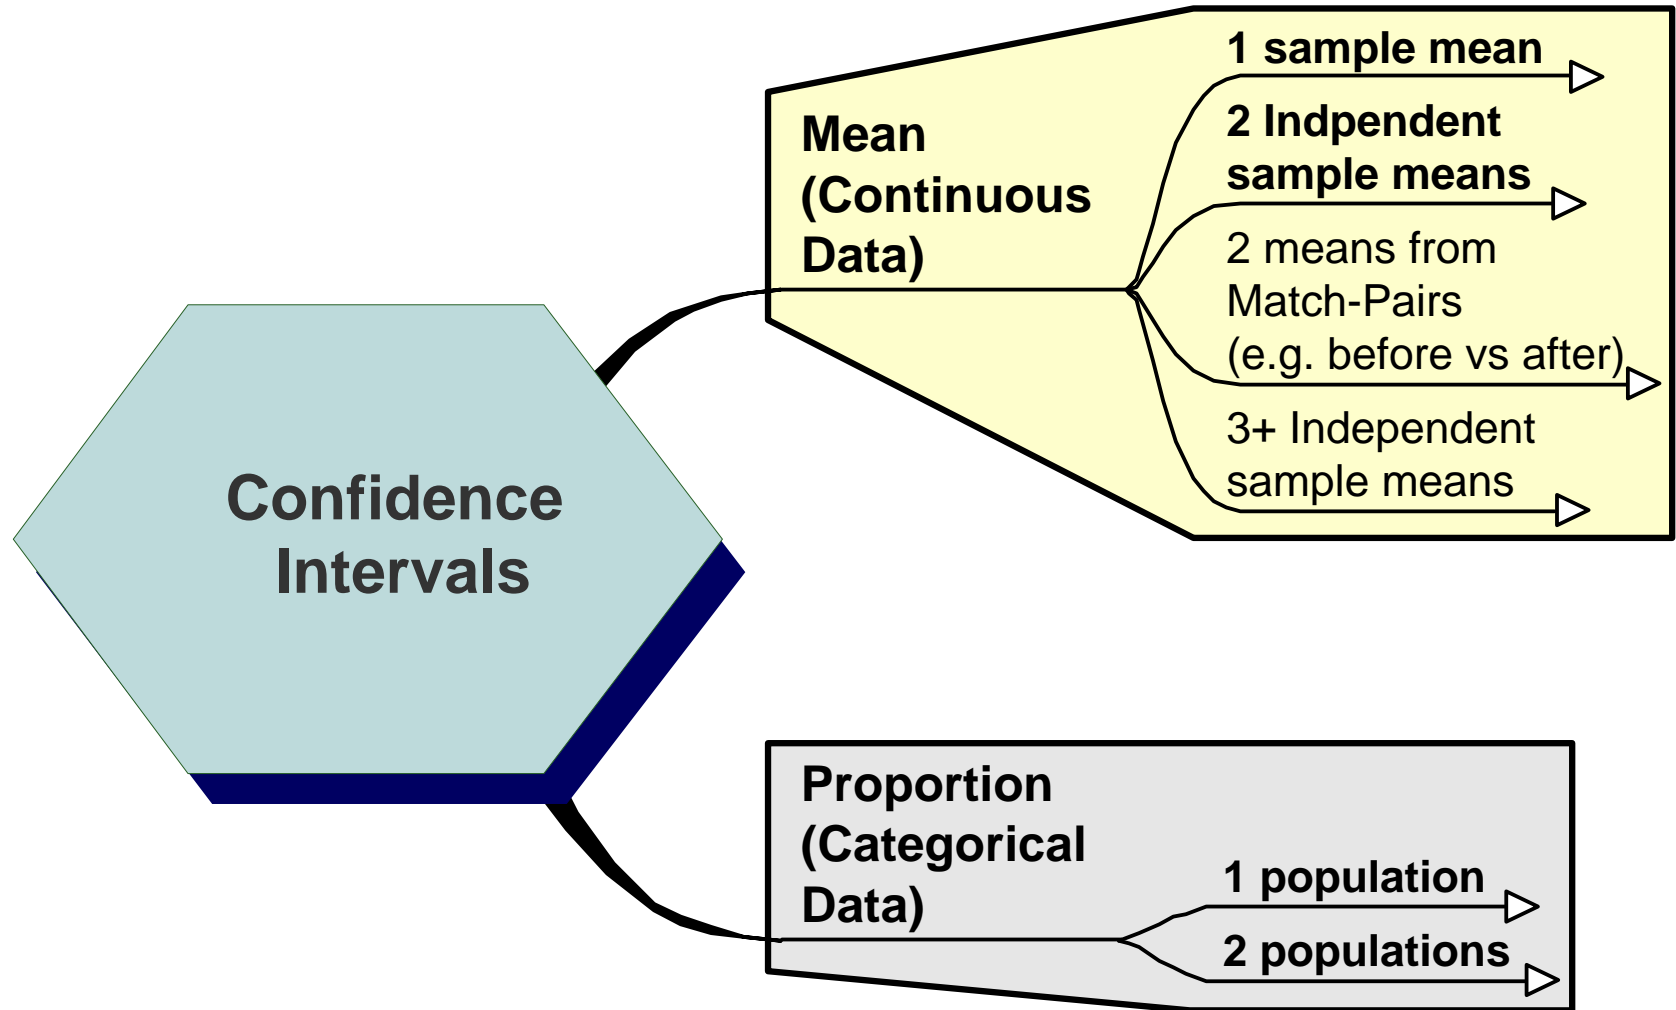 Confidence
Intervals
Mean
(Continuous
Data)
1 sample mean
2 Indpendent
sample means
2 means from
Match-Pairs
(e.g. before vs after)
3+ Independent
sample means
Proportion
(Categorical
Data)
1 population
2 populations